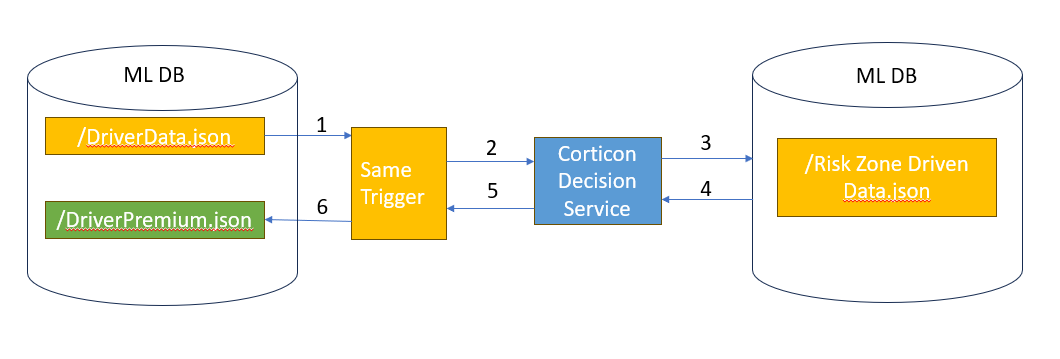 ML DB
/DriverData.json
/DriverPremium.json
1
6
Same
Trigger
2
5
Corticon
Decision
Service
3
4
ML DB
/Risk Zone Driven
Data.json